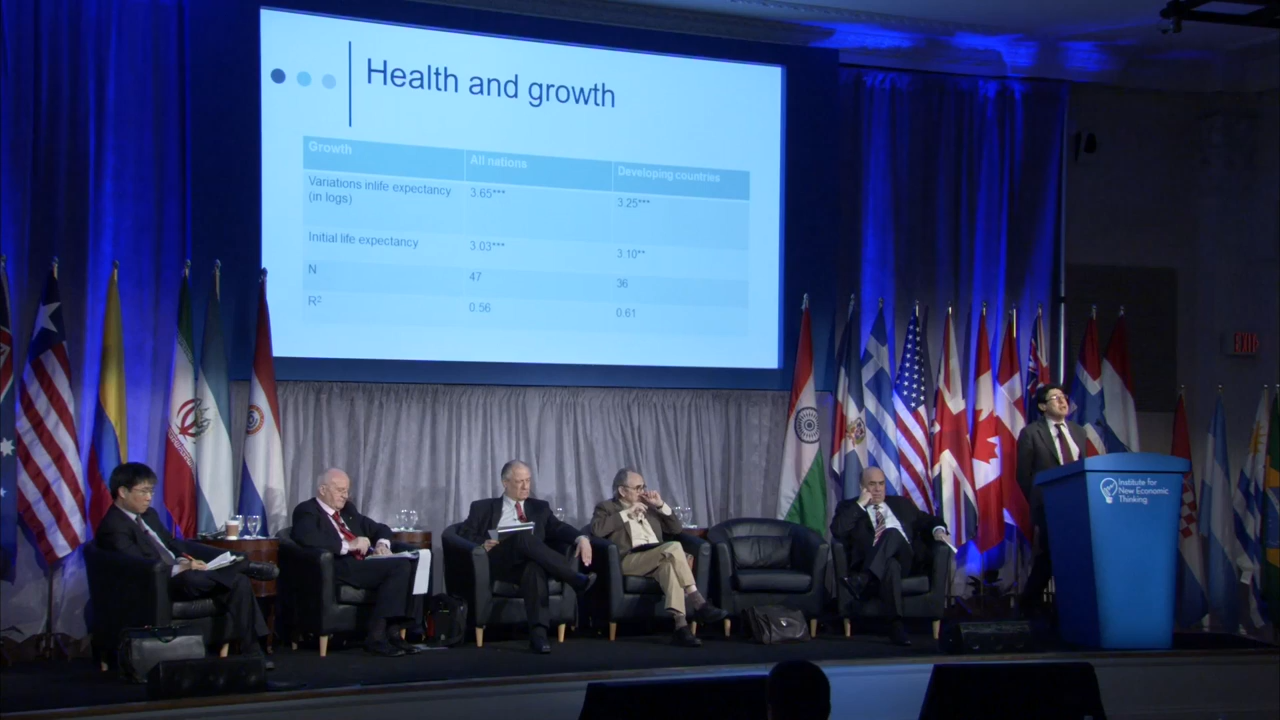 Health and growth
Growth All nations Developing countries
Variations inlife expectancy
(in logs) 3.65*** 3.25***
Initial life expectancy 3.03*** 3.10**
N 47 36
R² 0.56 0.61
EXIT
Institute for
New Economic
Thinking